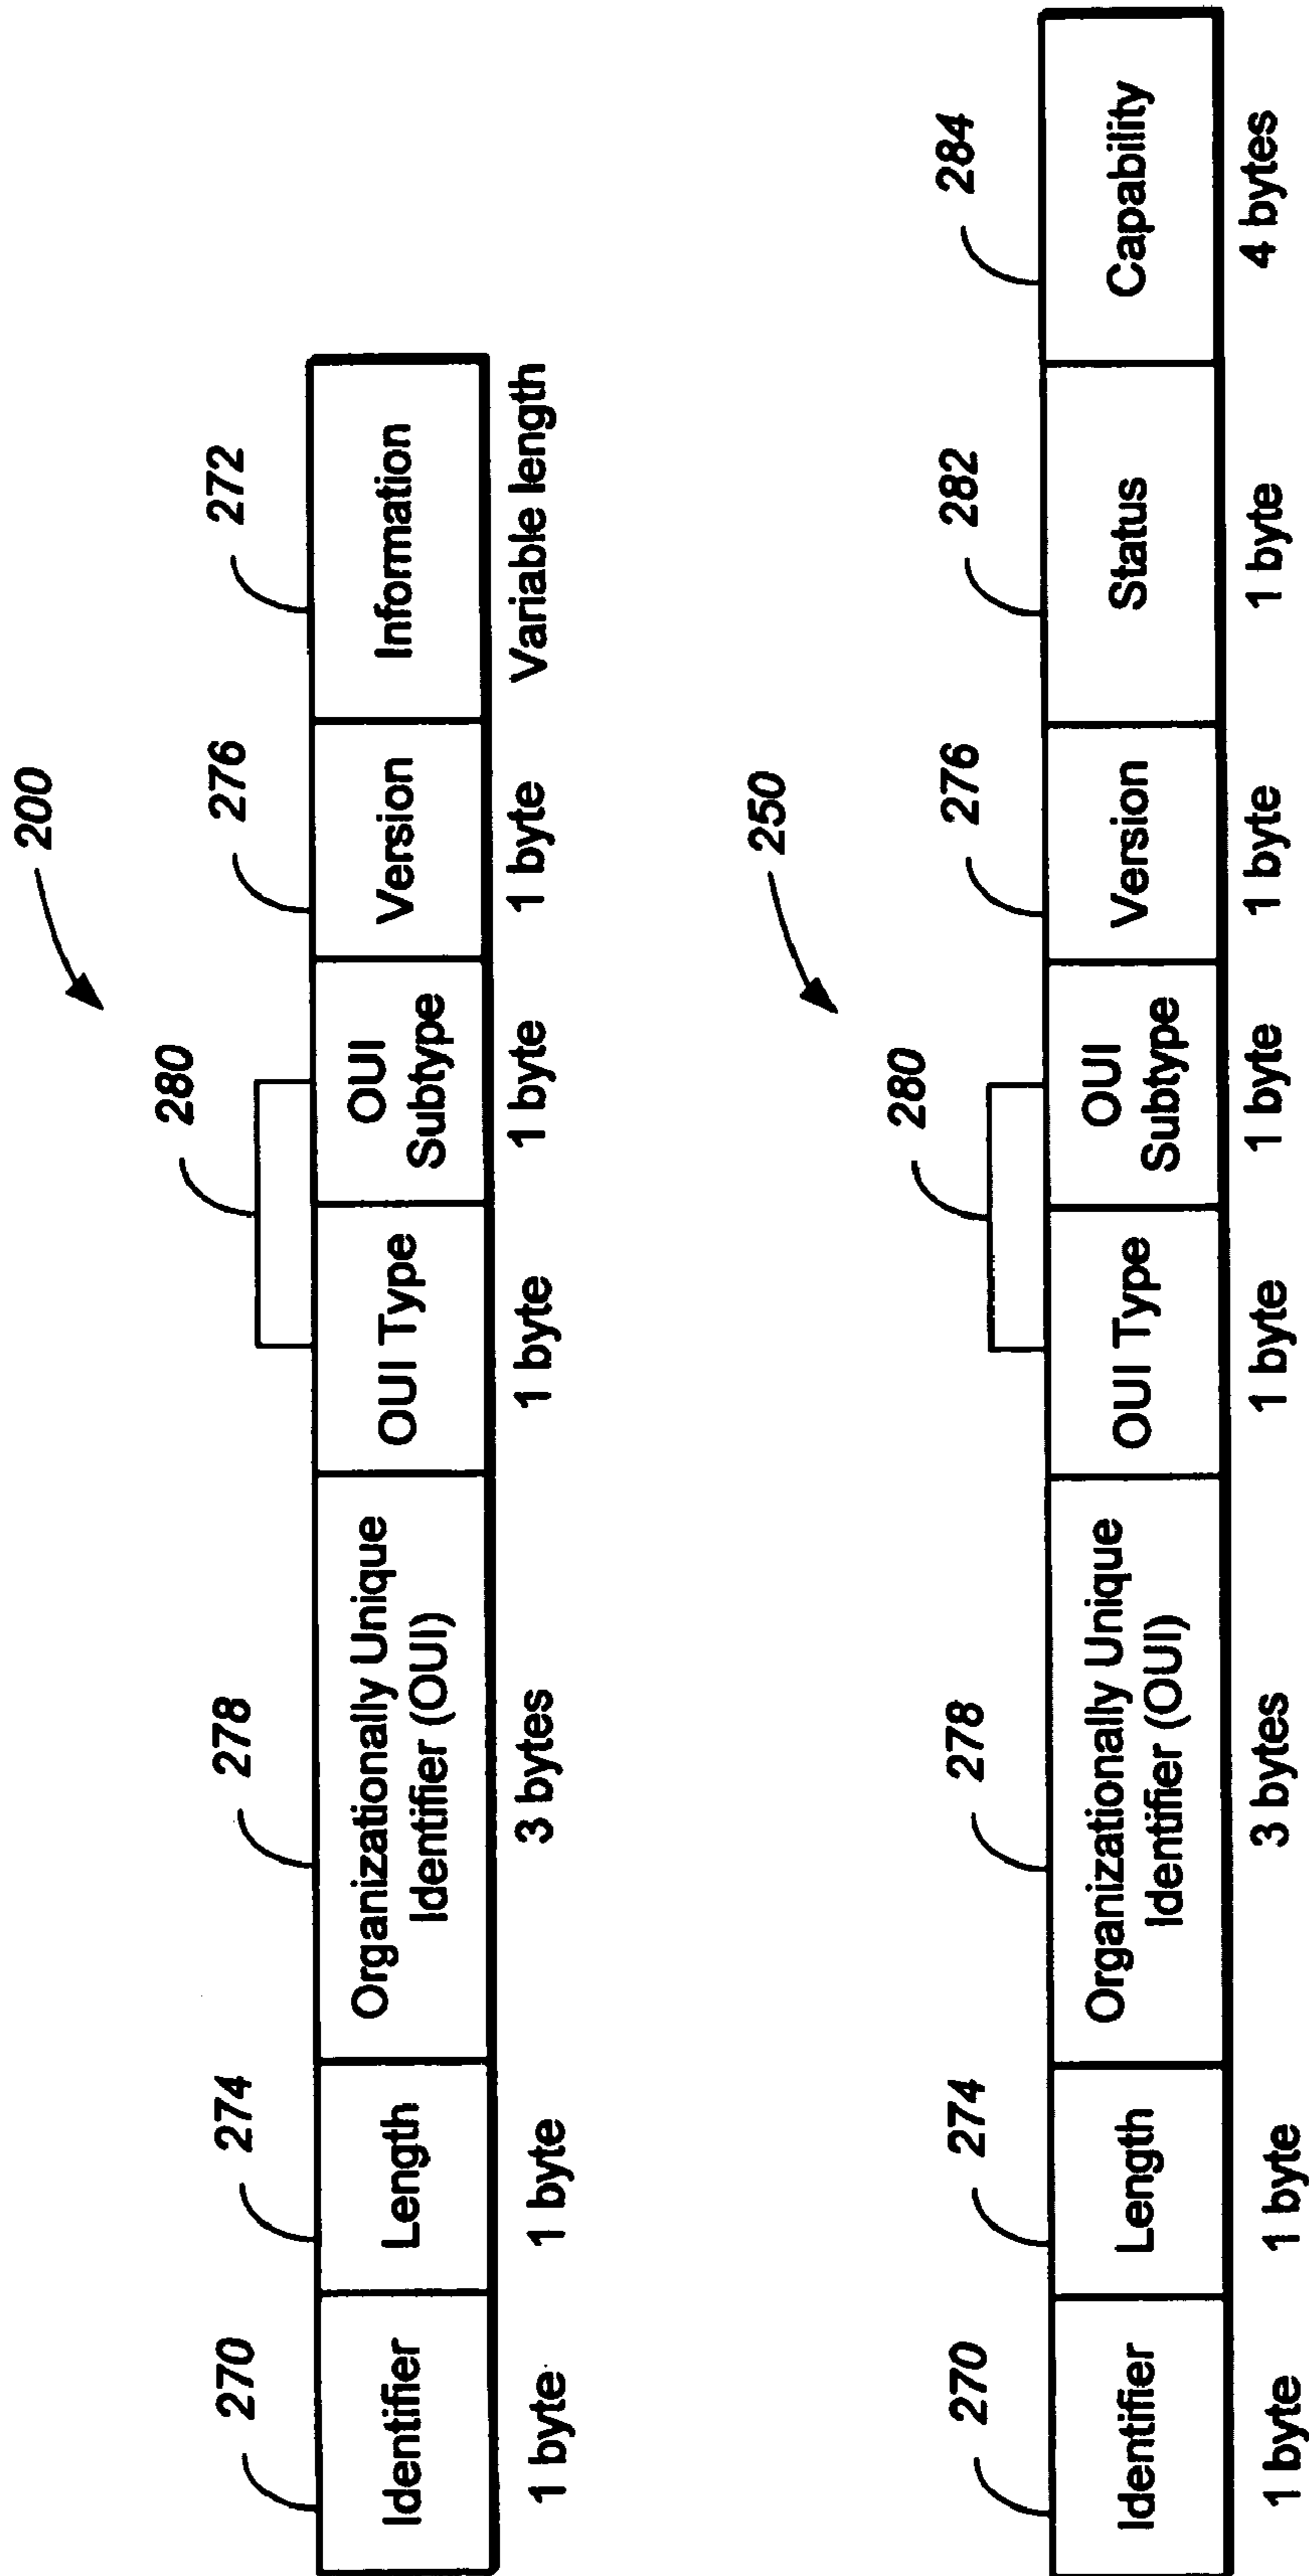 200
270
274
278
280
276
272
Identifier
Length
Organizationally Unique
Identifier (OUI)
OUI Type
OUI
Subtype
Version
Information
1 byte
1 byte
3 bytes
1 byte
1 byte
1 byte
Variable length
250
270
274
278
280
276
282
284
Identifier
Length
Organizationally Unique
Identifier (OUI)
OUI Type
OUI
Subtype
Version
Status
Capability
1 byte
1 byte
3 bytes
1 byte
1 byte
1 byte
1 byte
4 bytes